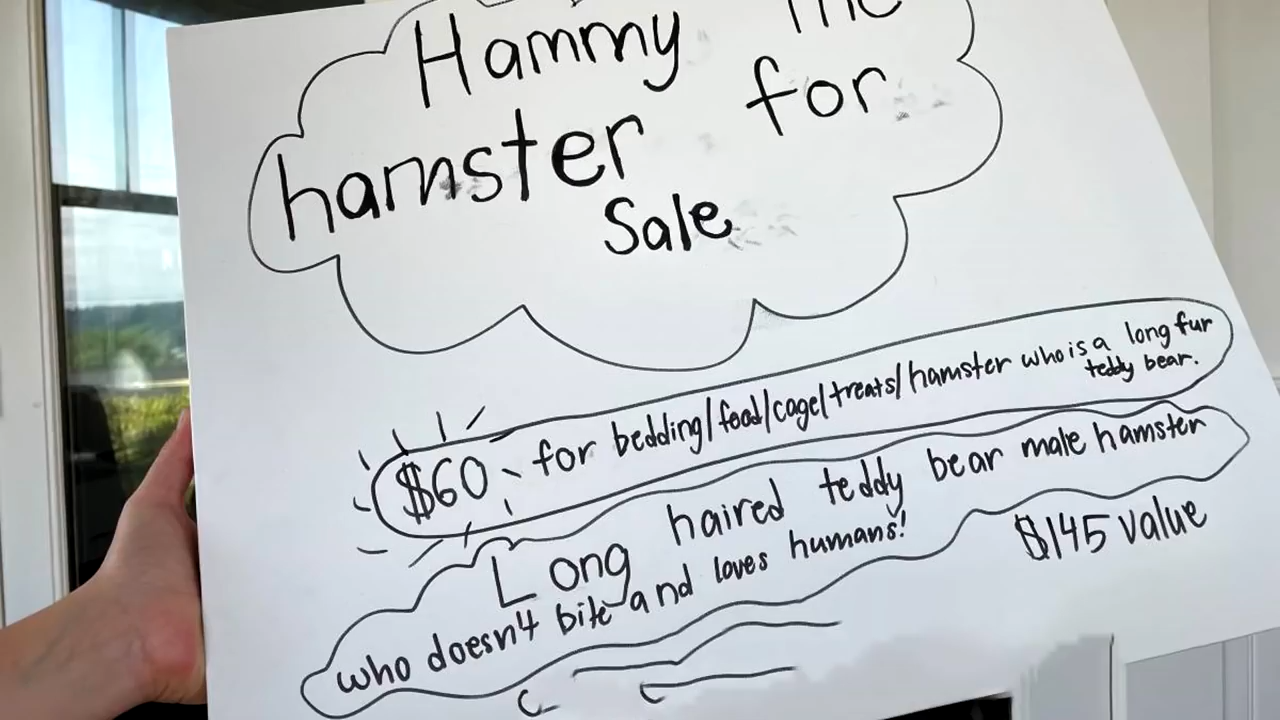 Hammy The
hamster for
Sale
$60 - for bedding/food/cage/treats/hamster who is a long fur
teddy bear.
Long haired teddy bear male hamster
who doesn't bite and loves humans!
$145 value